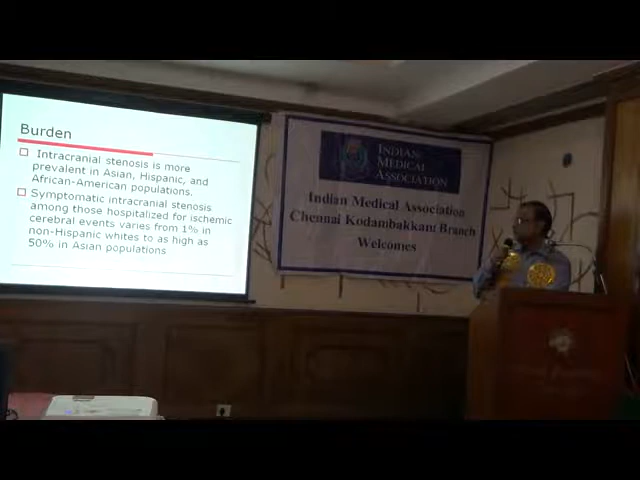 Burden
Intracranial stenosis is more
prevalent in Asian, Hispanic, and
African-American populations.
Symptomatic intracranial stenosis
among those hospitalized for ischemic
cerebral events varies from 1% in
non-Hispanic whites to as high as
50% in Asian populations
INDIAN
MEDICAL
ASSOCIATION
Indian Medical Association
Chennai Kodambakkam Branch
Welcomes